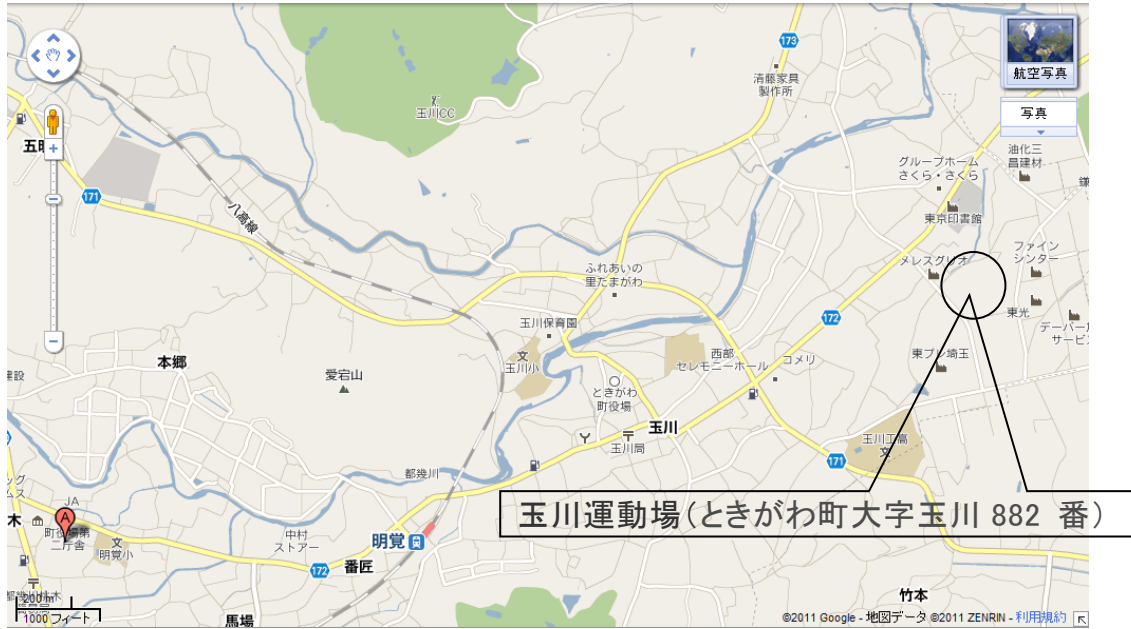 航空写真
写真
173
清藤家具
製作所
玉川CC
油化三
昌建材
グループホーム
さくら・さくら
東京印書館
171
八高線
ファイン
シンター
メレスグリオ
ふれあいの
里たまがわ
東光
テーバー加
サービ
玉川保育園
172
本郷
文
玉川小
西部
セレモニーホール
コメリ
東プレ埼玉
愛宕山
ときがわ
町役場
玉川
玉川局
玉川工高
文
171
都幾川
玉川運動場(ときがわ町大字玉川 882 番)
JA
A
町役場第
二庁舎
文
明覚小
中村
ストアー
明覚
172
番匠
竹本
馬場
200 m
1000 フィート
©2011 Google - 地図データ ©2011 ZENRIN - 利用規約